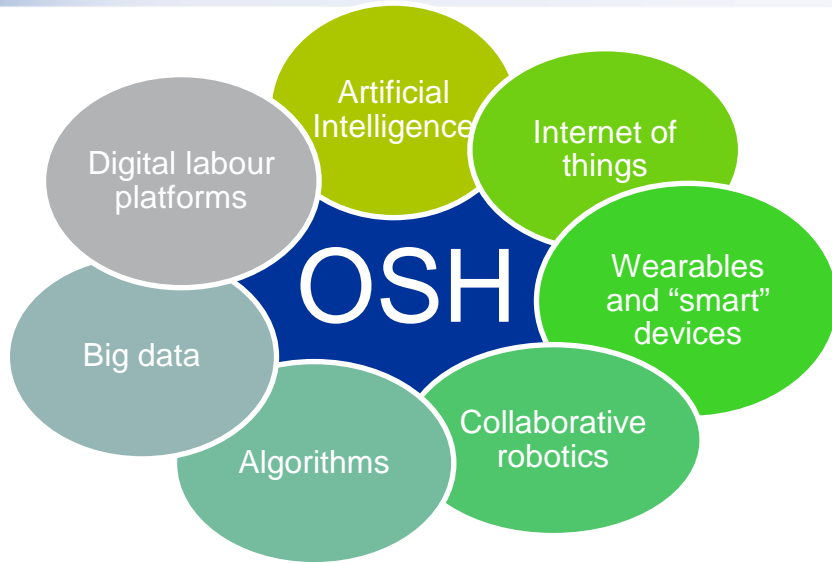 Artificial
Intelligence
Internet of
things
Digital labour
platforms
OSH
Wearables
and “smart”
devices
Big data
Collaborative
robotics
Algorithms